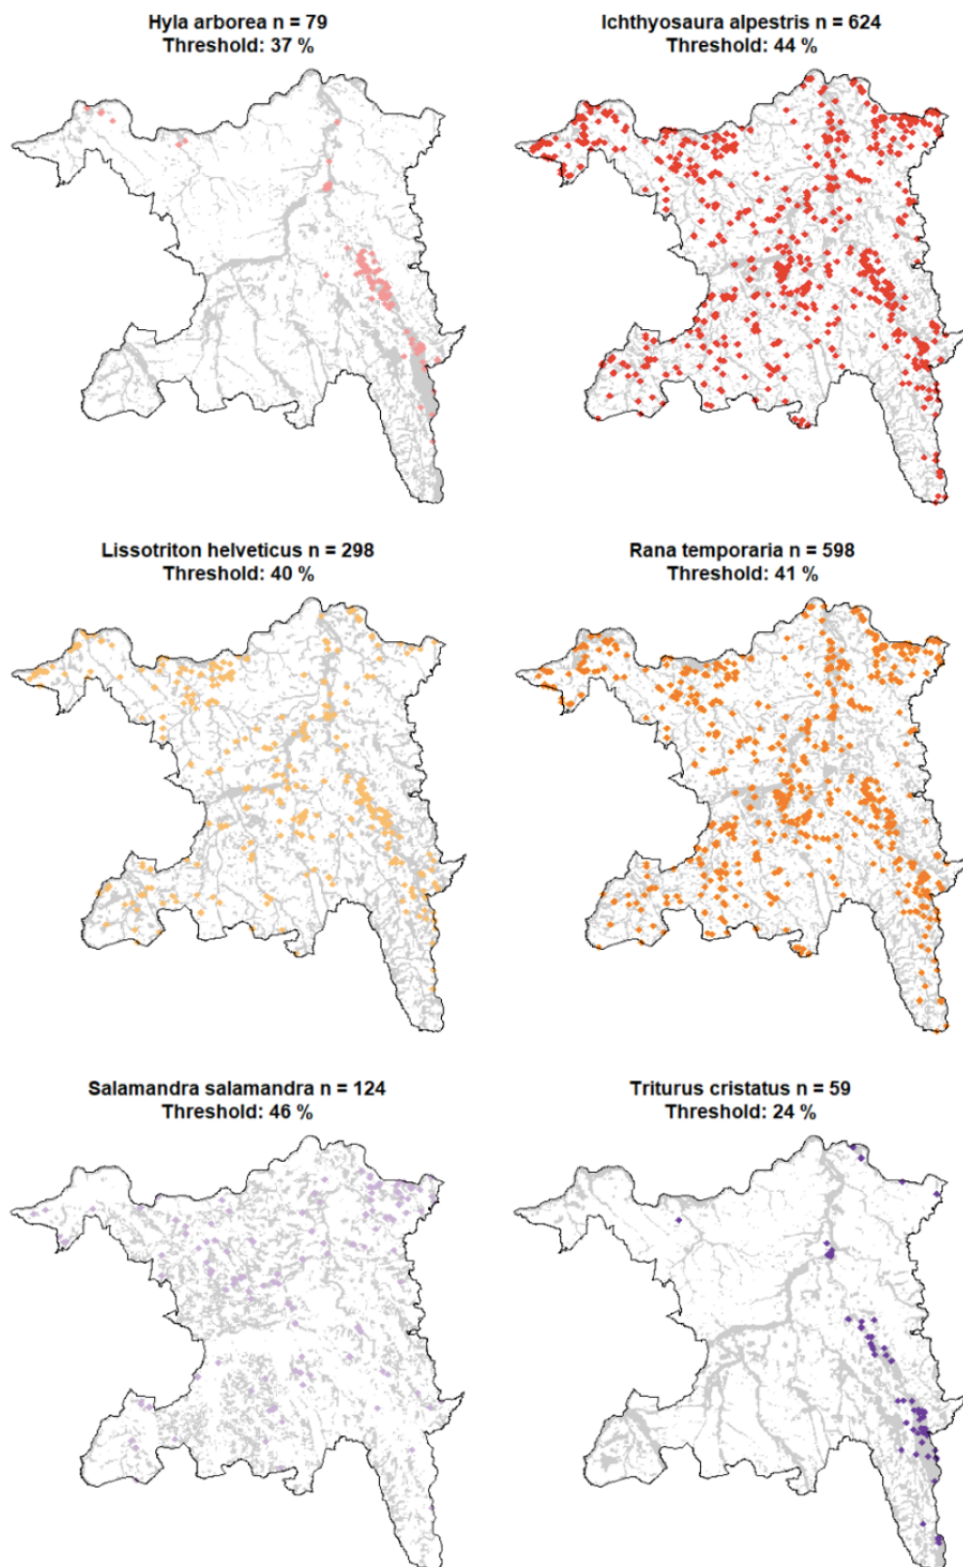 Hyla arborea n = 79
Threshold: 37 %
Ichthyosaura alpestris n = 624
Threshold: 44 %
Lissotriton helveticus n = 298
Threshold: 40 %
Rana temporaria n = 598
Threshold: 41 %
Salamandra salamandra n = 124
Threshold: 46 %
Triturus cristatus n = 59
Threshold: 24 %